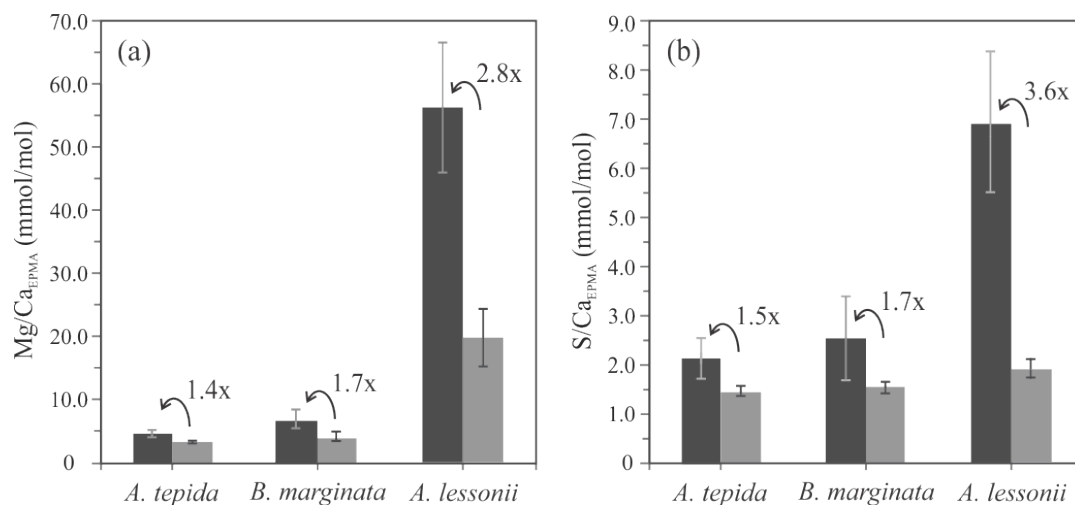 (a)
Mg/Ca_EPMA (mmol/mol)
70.0
60.0
50.0
40.0
30.0
20.0
10.0
0
1.4x
1.7x
2.8x
A. tepida B. marginata A. lessonii
(b)
S/Ca_EPMA (mmol/mol)
9.0
8.0
7.0
6.0
5.0
4.0
3.0
2.0
1.0
0
1.5x
1.7x
3.6x
A. tepida B. marginata A. lessonii